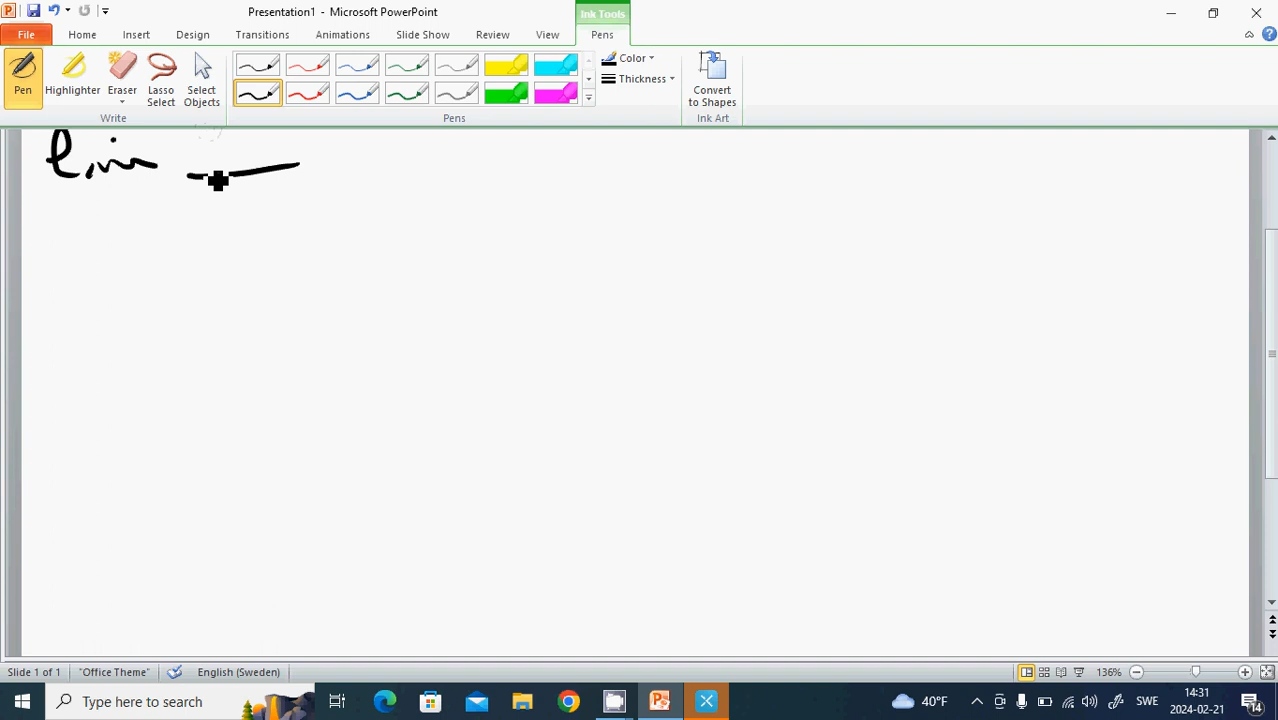 Presentation1 - Microsoft PowerPoint
Ink Tools
File Home Insert Design Transitions Animations Slide Show Review View Pens
Pen
Highlighter
Eraser
Lasso
Select
Select
Objects
Color
Thickness
Convert
to Shapes
Write
Pens
Ink Art
lim
Slide 1 of 1
"Office Theme"
English (Sweden)
136%
Type here to search
40°F
SWE
14:31
2024-02-21
14